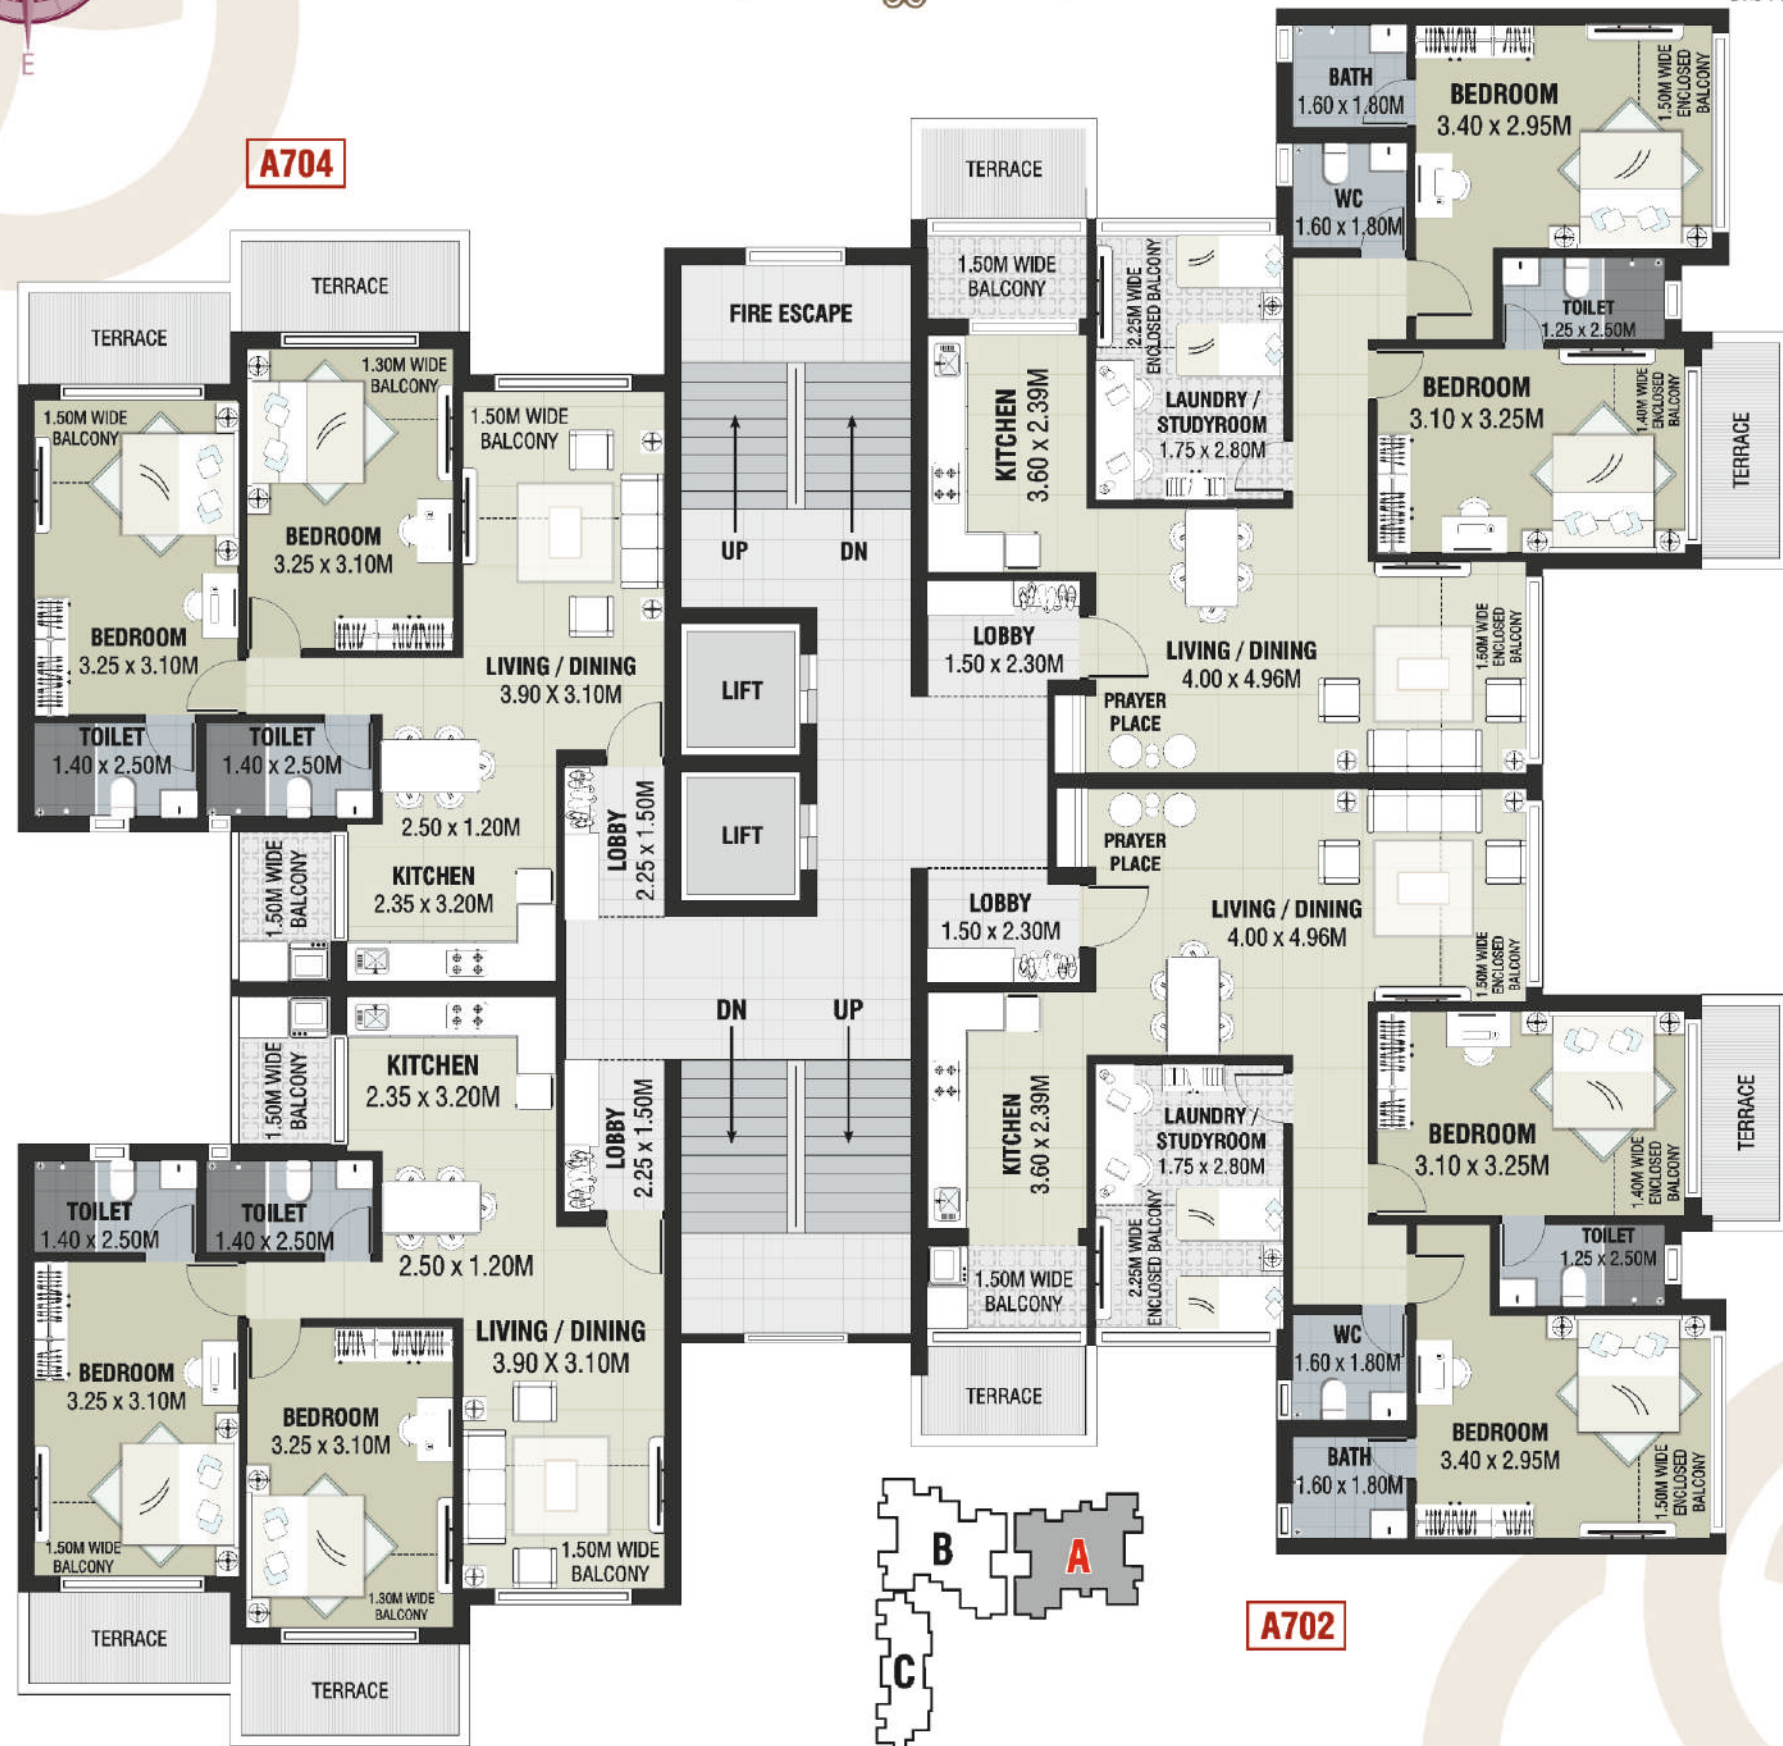 E
A704
TERRACE
TERRACE
1.50M WIDE
BALCONY
1.30M WIDE
BALCONY
1.50M WIDE
BALCONY
BEDROOM
3.25 x 3.10M
BEDROOM
3.25 x 3.10M
LIVING / DINING
3.90 X 3.10M
TOILET
1.40 x 2.50M
TOILET
1.40 x 2.50M
2.50 x 1.20M
KITCHEN
2.35 x 3.20M
1.50M WIDE
BALCONY
LOBBY
2.25 x 1.50M
FIRE ESCAPE
UP
DN
LIFT
LIFT
DN
UP
TERRACE
1.50M WIDE
BALCONY
KITCHEN
3.60 x 2.39M
2.25M WIDE
ENCLOSED BALCONY
LAUNDRY /
STUDYROOM
1.75 x 2.80M
BATH
1.60 x 1.80M
WC
1.60 x 1.80M
BEDROOM
3.40 x 2.95M
1.50M WIDE
ENCLOSED
BALCONY
TOILET
1.25 x 2.50M
BEDROOM
3.10 x 3.25M
1.40M WIDE
ENCLOSED
BALCONY
TERRACE
LOBBY
1.50 x 2.30M
LIVING / DINING
4.00 x 4.96M
1.50M WIDE
ENCLOSED
BALCONY
PRAYER
PLACE
PRAYER
PLACE
LOBBY
1.50 x 2.30M
LIVING / DINING
4.00 x 4.96M
1.50M WIDE
ENCLOSED
BALCONY
KITCHEN
3.60 x 2.39M
LAUNDRY /
STUDYROOM
1.75 x 2.80M
2.25M WIDE
ENCLOSED BALCONY
1.50M WIDE
BALCONY
TERRACE
BEDROOM
3.10 x 3.25M
1.40M WIDE
ENCLOSED
BALCONY
TERRACE
TOILET
1.25 x 2.50M
WC
1.60 x 1.80M
BATH
1.60 x 1.80M
BEDROOM
3.40 x 2.95M
1.50M WIDE
ENCLOSED
BALCONY
1.50M WIDE
BALCONY
KITCHEN
2.35 x 3.20M
LOBBY
2.25 x 1.50M
TOILET
1.40 x 2.50M
TOILET
1.40 x 2.50M
2.50 x 1.20M
LIVING / DINING
3.90 X 3.10M
BEDROOM
3.25 x 3.10M
BEDROOM
3.25 x 3.10M
1.50M WIDE
BALCONY
1.30M WIDE
BALCONY
1.50M WIDE
BALCONY
TERRACE
TERRACE
B
A
C
A702